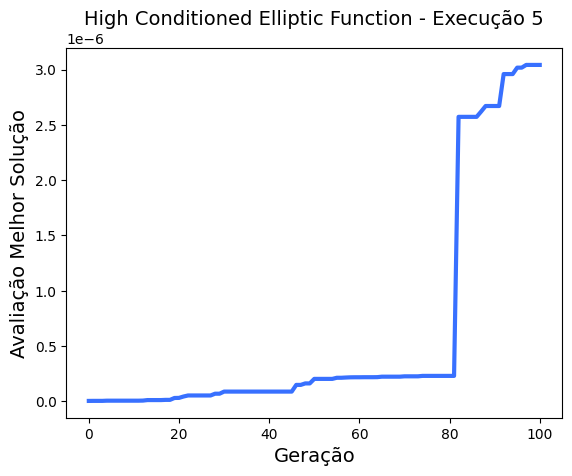 High Conditioned Elliptic Function - Execução 5
1e−6
3.0
2.5
2.0
1.5
1.0
0.5
0.0
Avaliação Melhor Solução
0 20 40 60 80 100
Geração